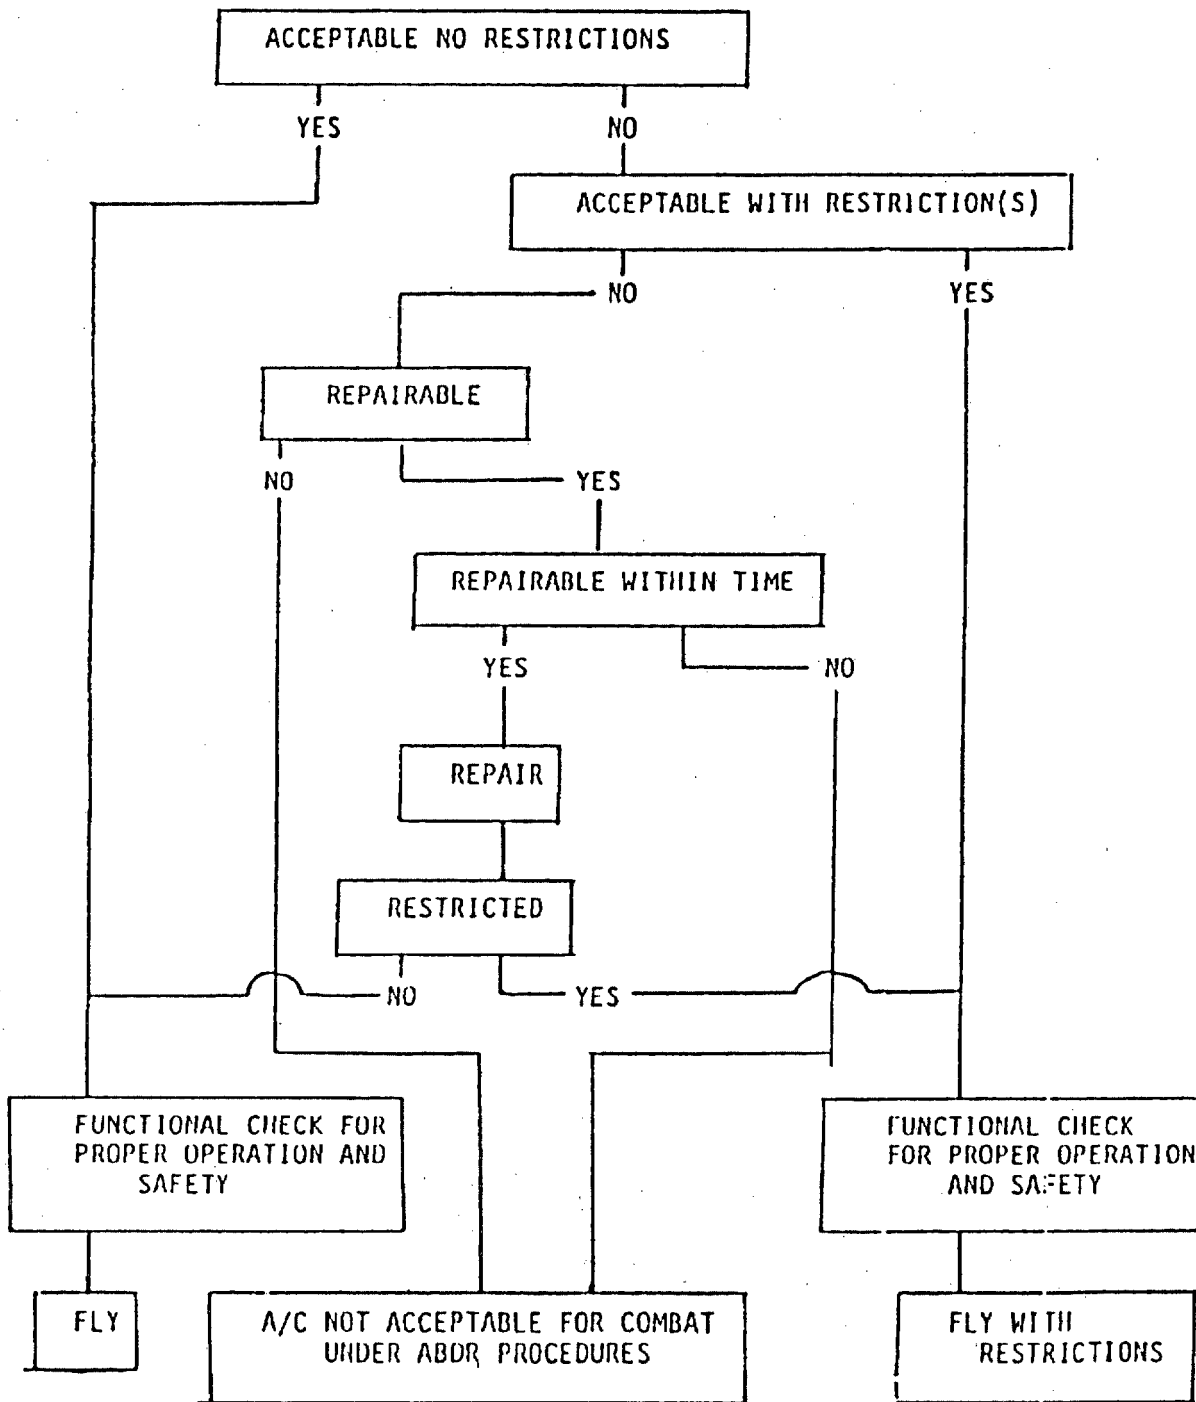 ACCEPTABLE NO RESTRICTIONS
YES
NO
ACCEPTABLE WITH RESTRICTION(S)
NO
YES
REPAIRABLE
NO
YES
REPAIRABLE WITHIN TIME
YES
NO
REPAIR
RESTRICTED
NO
YES
FUNCTIONAL CHECK FOR
PROPER OPERATION AND
SAFETY
FUNCTIONAL CHECK
FOR PROPER OPERATION
AND SAFETY
FLY
A/C NOT ACCEPTABLE FOR COMBAT
UNDER ABDR PROCEDURES
FLY WITH
RESTRICTIONS